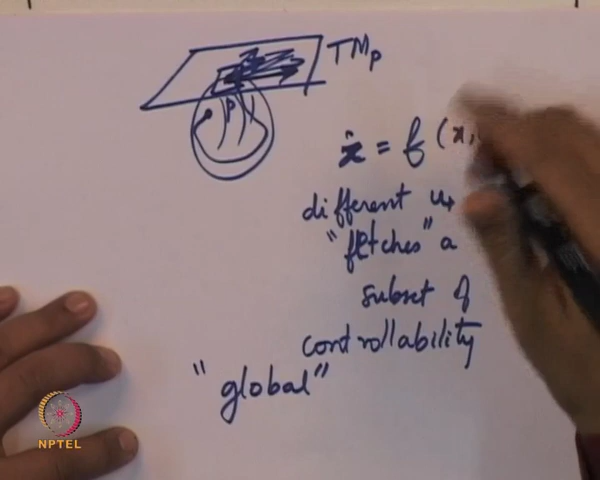 TMp
p
ẋ = f (x,
different u
"fetches" a
subset of
controllability
"global"
NPTEL